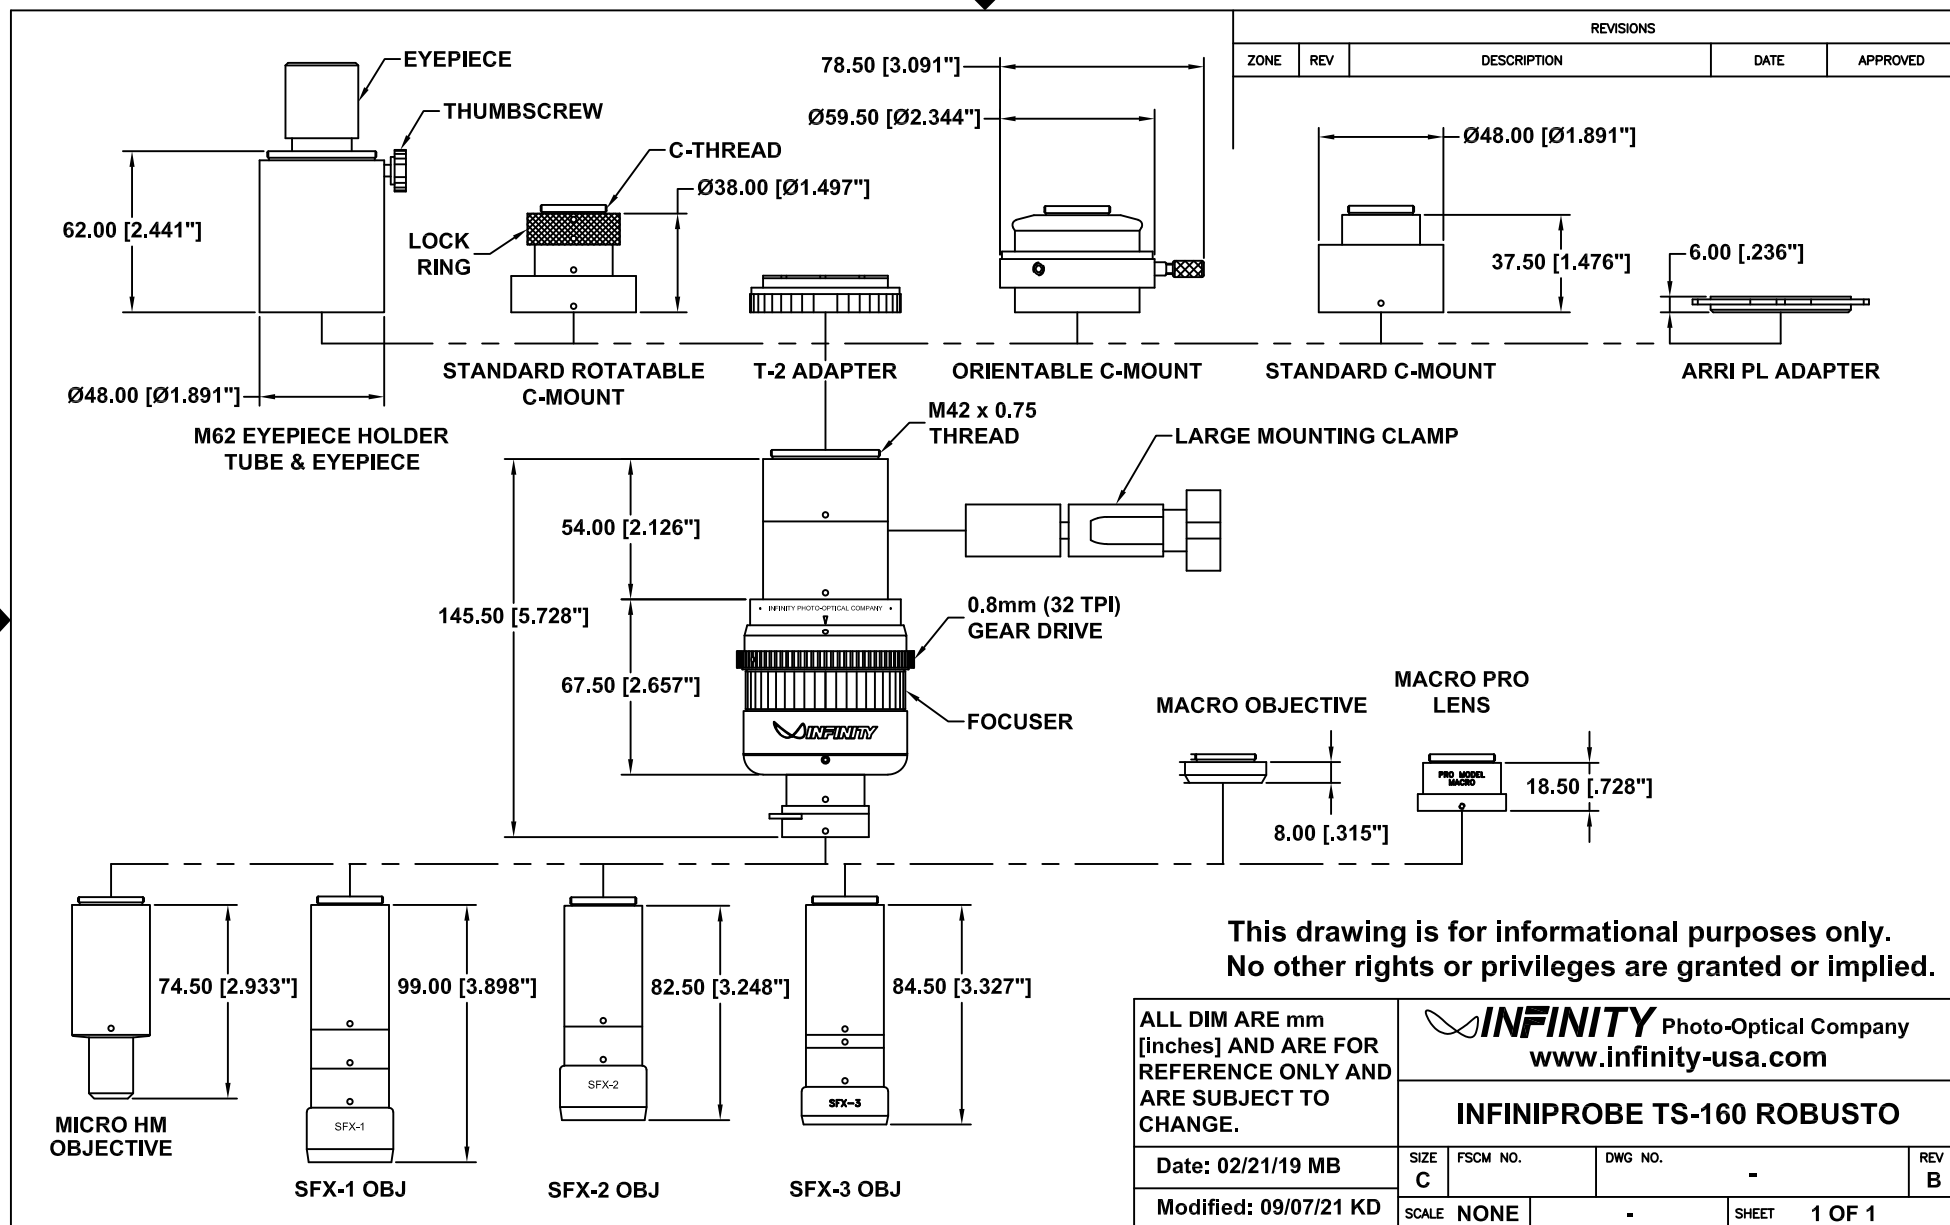 REVISIONS
ZONE REV DESCRIPTION DATE APPROVED
EYEPIECE
THUMBSCREW
62.00 [2.441"]
Ø48.00 [Ø1.891"]
M62 EYEPIECE HOLDER
TUBE & EYEPIECE
C-THREAD
Ø38.00 [Ø1.497"]
LOCK
RING
STANDARD ROTATABLE
C-MOUNT
T-2 ADAPTER
78.50 [3.091"]
Ø59.50 [Ø2.344"]
ORIENTABLE C-MOUNT
Ø48.00 [Ø1.891"]
37.50 [1.476"]
STANDARD C-MOUNT
6.00 [.236"]
ARRI PL ADAPTER
M42 x 0.75
THREAD
LARGE MOUNTING CLAMP
54.00 [2.126"]
145.50 [5.728"]
67.50 [2.657"]
INFINITY PHOTO-OPTICAL COMPANY
0.8mm (32 TPI)
GEAR DRIVE
FOCUSER
INFINITY
MACRO OBJECTIVE
8.00 [.315"]
MACRO PRO
LENS
PRO MODEL
MACRO
18.50 [.728"]
74.50 [2.933"]
MICRO HM
OBJECTIVE
99.00 [3.898"]
SFX-1
SFX-1 OBJ
82.50 [3.248"]
SFX-2
SFX-2 OBJ
84.50 [3.327"]
SFX-3
SFX-3 OBJ
This drawing is for informational purposes only.
No other rights or privileges are granted or implied.
ALL DIM ARE mm
[inches] AND ARE FOR
REFERENCE ONLY AND
ARE SUBJECT TO
CHANGE.
Date: 02/21/19 MB
Modified: 09/07/21 KD
INFINITY Photo-Optical Company
www.infinity-usa.com
INFINIPROBE TS-160 ROBUSTO
SIZE FSCM NO. DWG NO. REV
C - B
SCALE NONE - SHEET 1 OF 1